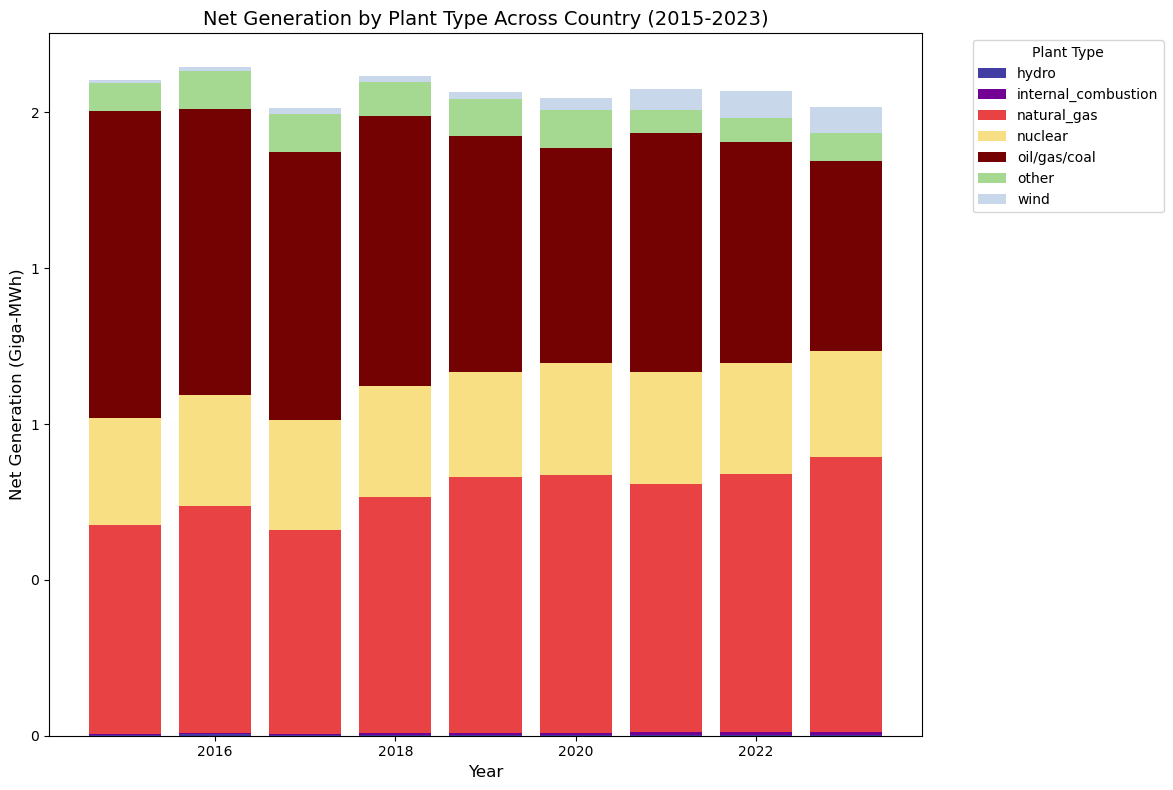 Net Generation by Plant Type Across Country (2015-2023)
Plant Type
hydro
internal_combustion
natural_gas
nuclear
oil/gas/coal
other
wind
Net Generation (Giga-MWh)
2
1
1
0
0
2016 2018 2020 2022
Year